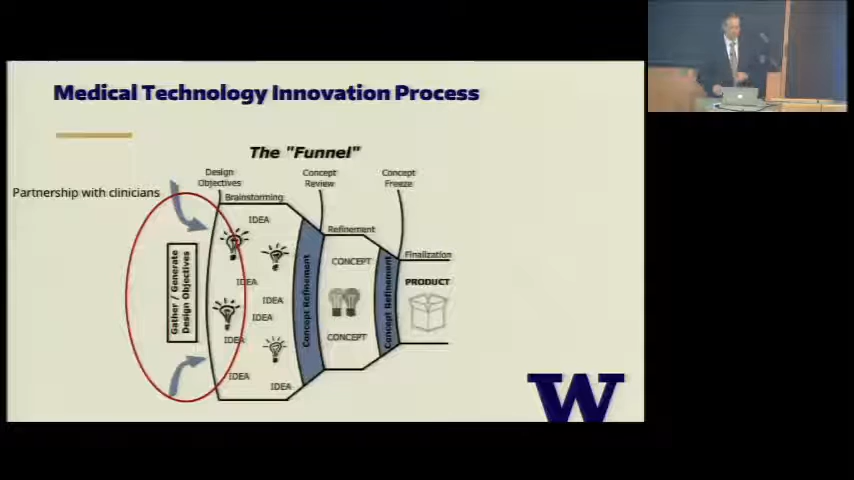 Medical Technology Innovation Process
The "Funnel"
Design
Objectives
Concept
Review
Concept
Freeze
Partnership with clinicians
Brainstorming
IDEA
Refinement
Finalization
Gather / Generate
Design Objectives
Concept Refinement
CONCEPT
Concept Refinement
PRODUCT
IDEA
IDEA
IDEA
IDEA
CONCEPT
IDEA
IDEA
W